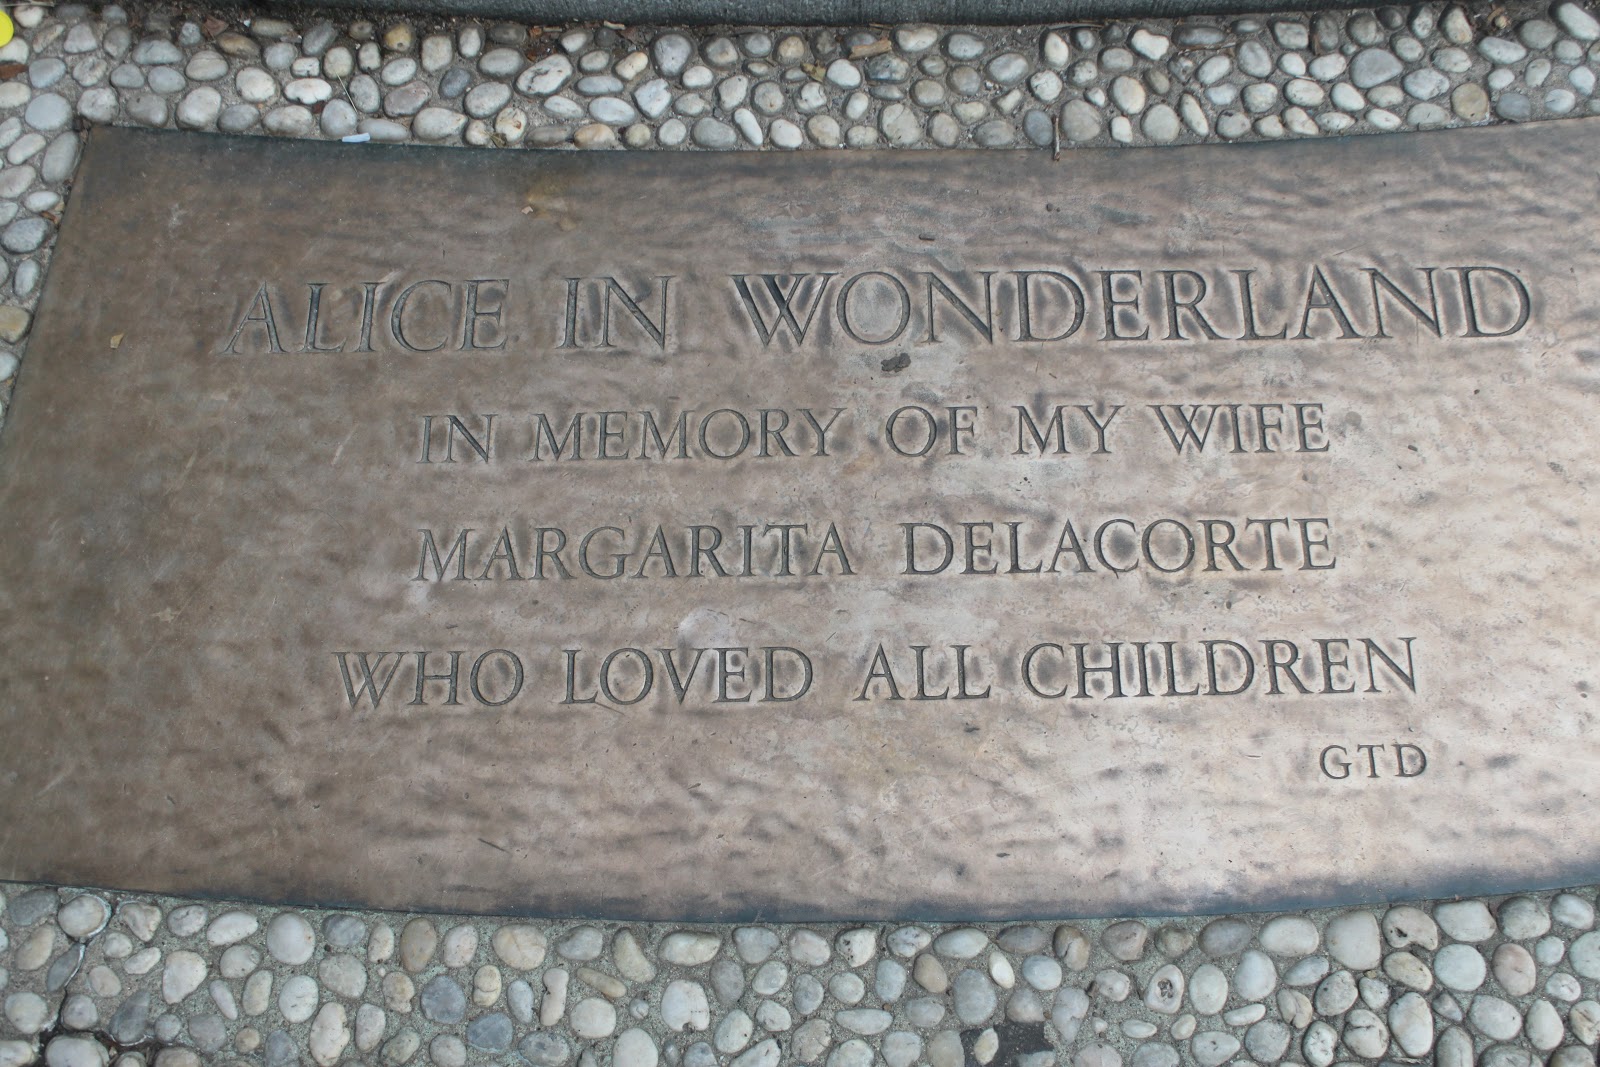 ALICE IN WONDERLAND
IN MEMORY OF MY WIFE
MARGARITA DELACORTE
WHO LOVED ALL CHILDREN
GTD